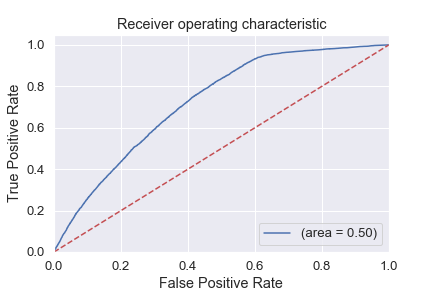 Receiver operating characteristic
True Positive Rate
1.0
0.8
0.6
0.4
0.2
0.0
(area = 0.50)
0.0 0.2 0.4 0.6 0.8 1.0
False Positive Rate